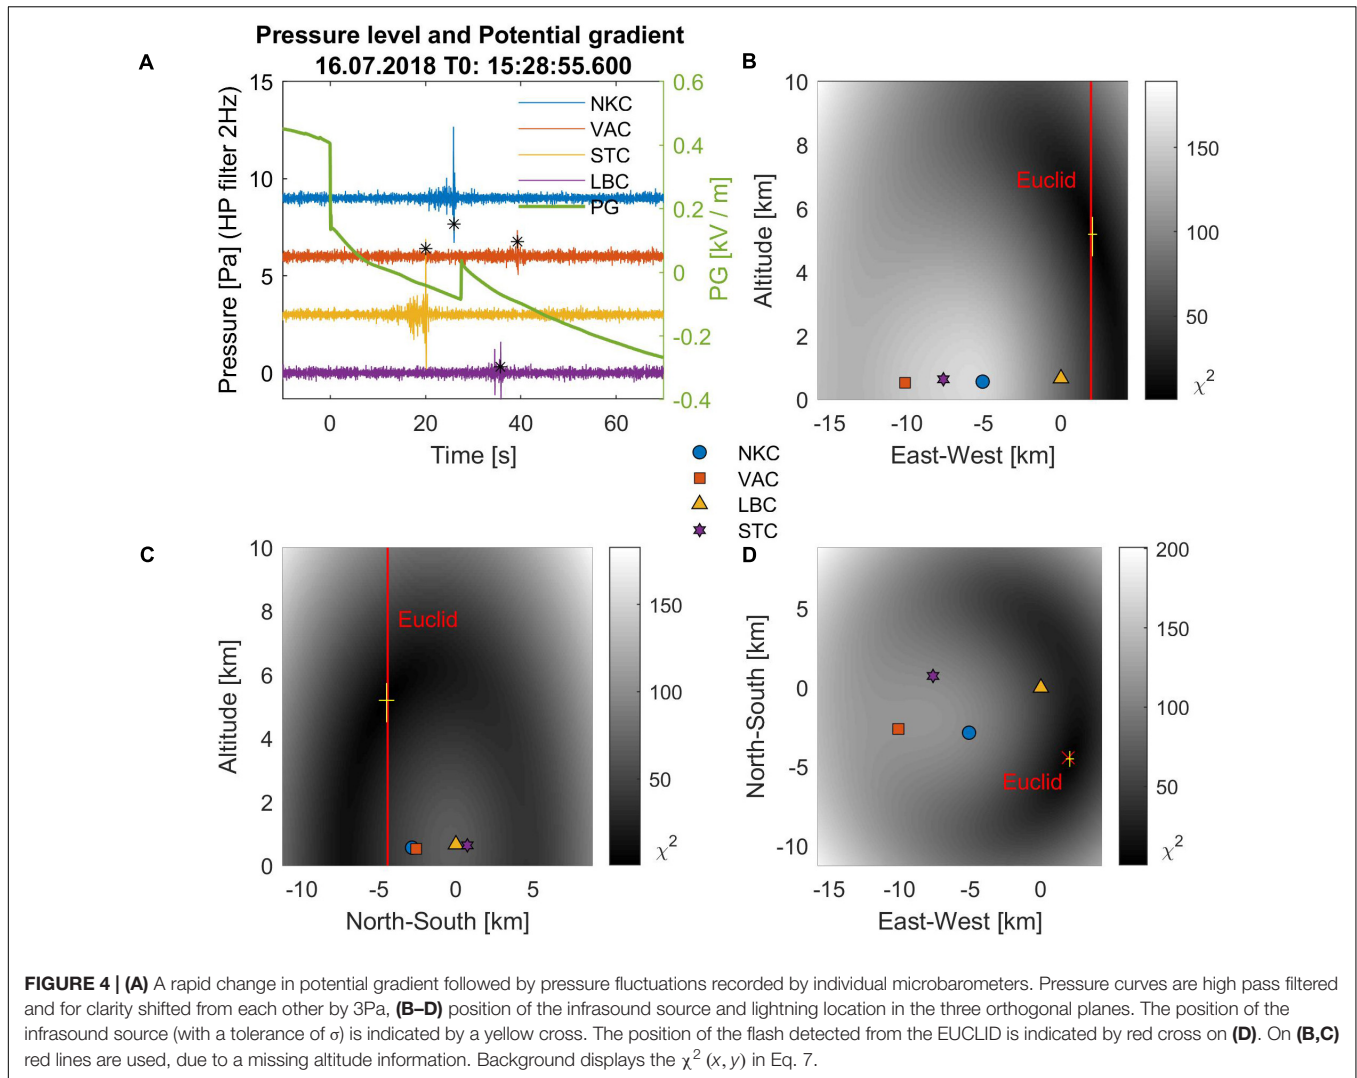 Pressure level and Potential gradient
16.07.2018 T0: 15:28:55.600
A
15
10
5
0
Pressure [Pa] (HP filter 2Hz)
NKC
VAC
STC
LBC
PG
0.6
0.4
0.2
0
-0.2
-0.4
PG [kV / m]
0 20 40 60
Time [s]
B
10
8
6
4
2
0
Altitude [km]
Euclid
χ²
150
100
50
-15 -10 -5 0
East-West [km]
NKC
VAC
LBC
STC
C
10
8
6
4
2
0
Altitude [km]
Euclid
χ²
150
100
50
-10 -5 0 5
North-South [km]
D
5
0
-5
-10
North-South [km]
Euclid
χ²
200
150
100
50
-15 -10 -5 0
East-West [km]
FIGURE 4 | (A) A rapid change in potential gradient followed by pressure fluctuations recorded by individual microbarometers. Pressure curves are high pass filtered
and for clarity shifted from each other by 3Pa, (B–D) position of the infrasound source and lightning location in the three orthogonal planes. The position of the
infrasound source (with a tolerance of σ) is indicated by a yellow cross. The position of the flash detected from the EUCLID is indicated by red cross on (D). On (B,C)
red lines are used, due to a missing altitude information. Background displays the χ² (x, y) in Eq. 7.